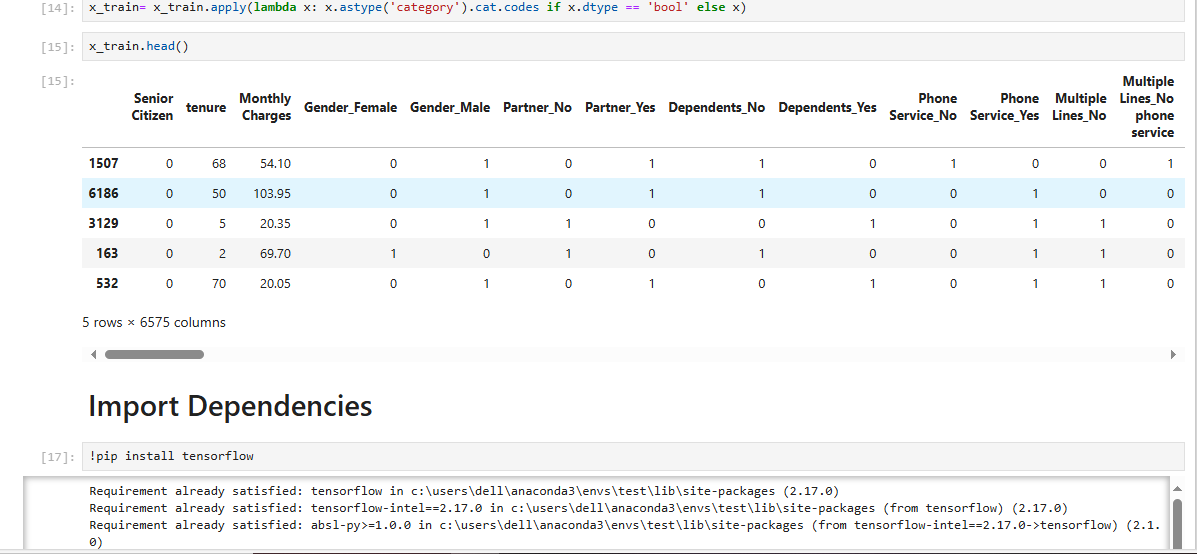 [14]: x_train= x_train.apply(lambda x: x.astype('category').cat.codes if x.dtype == 'bool' else x)
[15]: x_train.head()
[15]:
Senior Citizen tenure Monthly Charges Gender_Female Gender_Male Partner_No Partner_Yes Dependents_No Dependents_Yes Phone Service_No Phone Service_Yes Multiple Lines_No Multiple Lines_No phone service
1507 0 68 54.10 0 1 0 1 1 0 1 0 0 1
6186 0 50 103.95 0 1 0 1 1 0 0 1 0 0
3129 0 5 20.35 0 1 1 0 0 1 0 1 1 0
163 0 2 69.70 1 0 1 0 1 0 0 1 1 0
532 0 70 20.05 0 1 0 1 0 1 0 1 1 0
5 rows × 6575 columns
Import Dependencies
[17]: !pip install tensorflow
Requirement already satisfied: tensorflow in c:\users\dell\anaconda3\envs\test\lib\site-packages (2.17.0)
Requirement already satisfied: tensorflow-intel==2.17.0 in c:\users\dell\anaconda3\envs\test\lib\site-packages (from tensorflow) (2.17.0)
Requirement already satisfied: absl-py>=1.0.0 in c:\users\dell\anaconda3\envs\test\lib\site-packages (from tensorflow-intel==2.17.0->tensorflow) (2.1.
0)